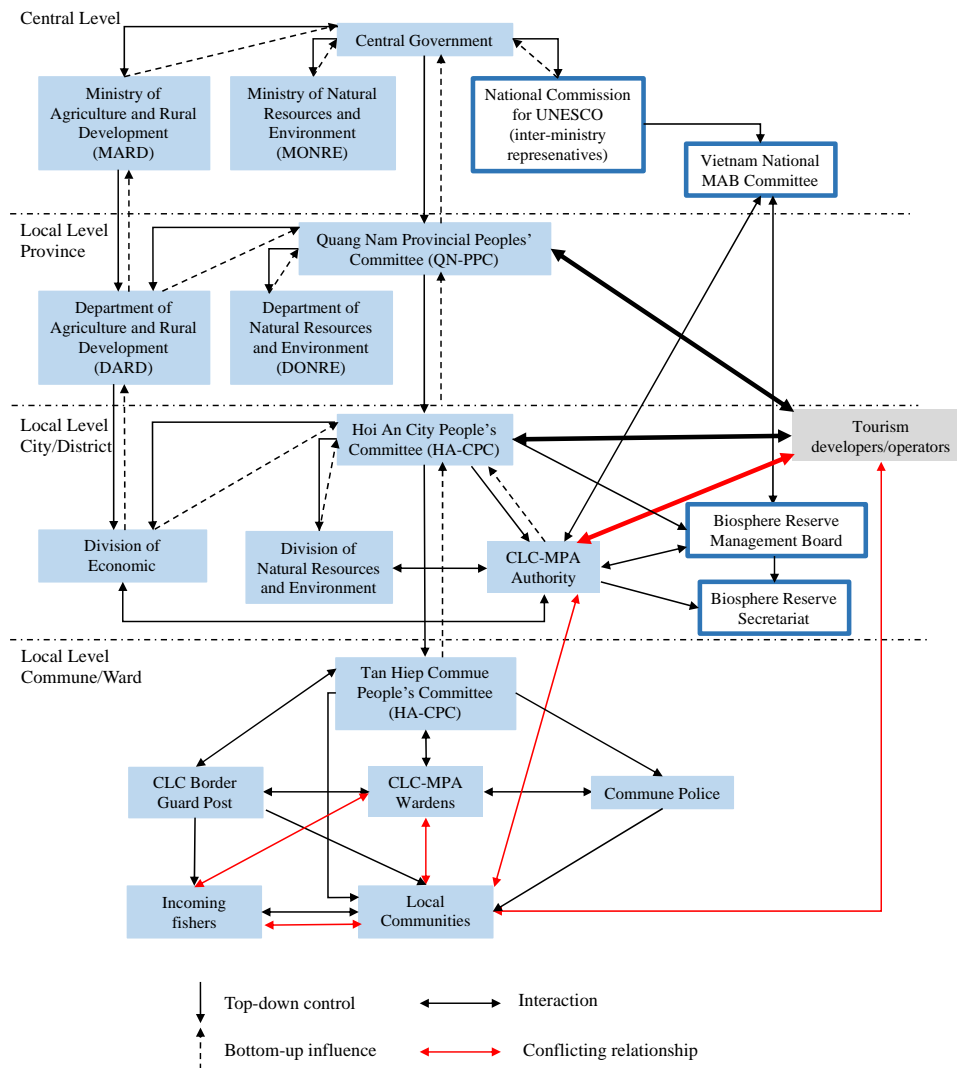 Central Level
Central Government
Ministry of
Agriculture and Rural
Development
(MARD)
Ministry of Natural
Resources and
Environment
(MONRE)
National Commission
for UNESCO
(inter-ministry
represenatives)
Vietnam National
MAB Committee
Local Level
Province
Quang Nam Provincial Peoples’
Committee (QN-PPC)
Department of
Agriculture and Rural
Development
(DARD)
Department of
Natural Resources
and Environment
(DONRE)
Local Level
City/District
Hoi An City People’s
Committee (HA-CPC)
Tourism
developers/operators
Division of
Economic
Division of
Natural Resources
and Environment
CLC-MPA
Authority
Biosphere Reserve
Management Board
Biosphere Reserve
Secretariat
Local Level
Commune/Ward
Tan Hiep Commue
People’s Committee
(HA-CPC)
CLC Border
Guard Post
CLC-MPA
Wardens
Commune Police
Incoming
fishers
Local
Communities
Top-down control
Interaction
Bottom-up influence
Conflicting relationship